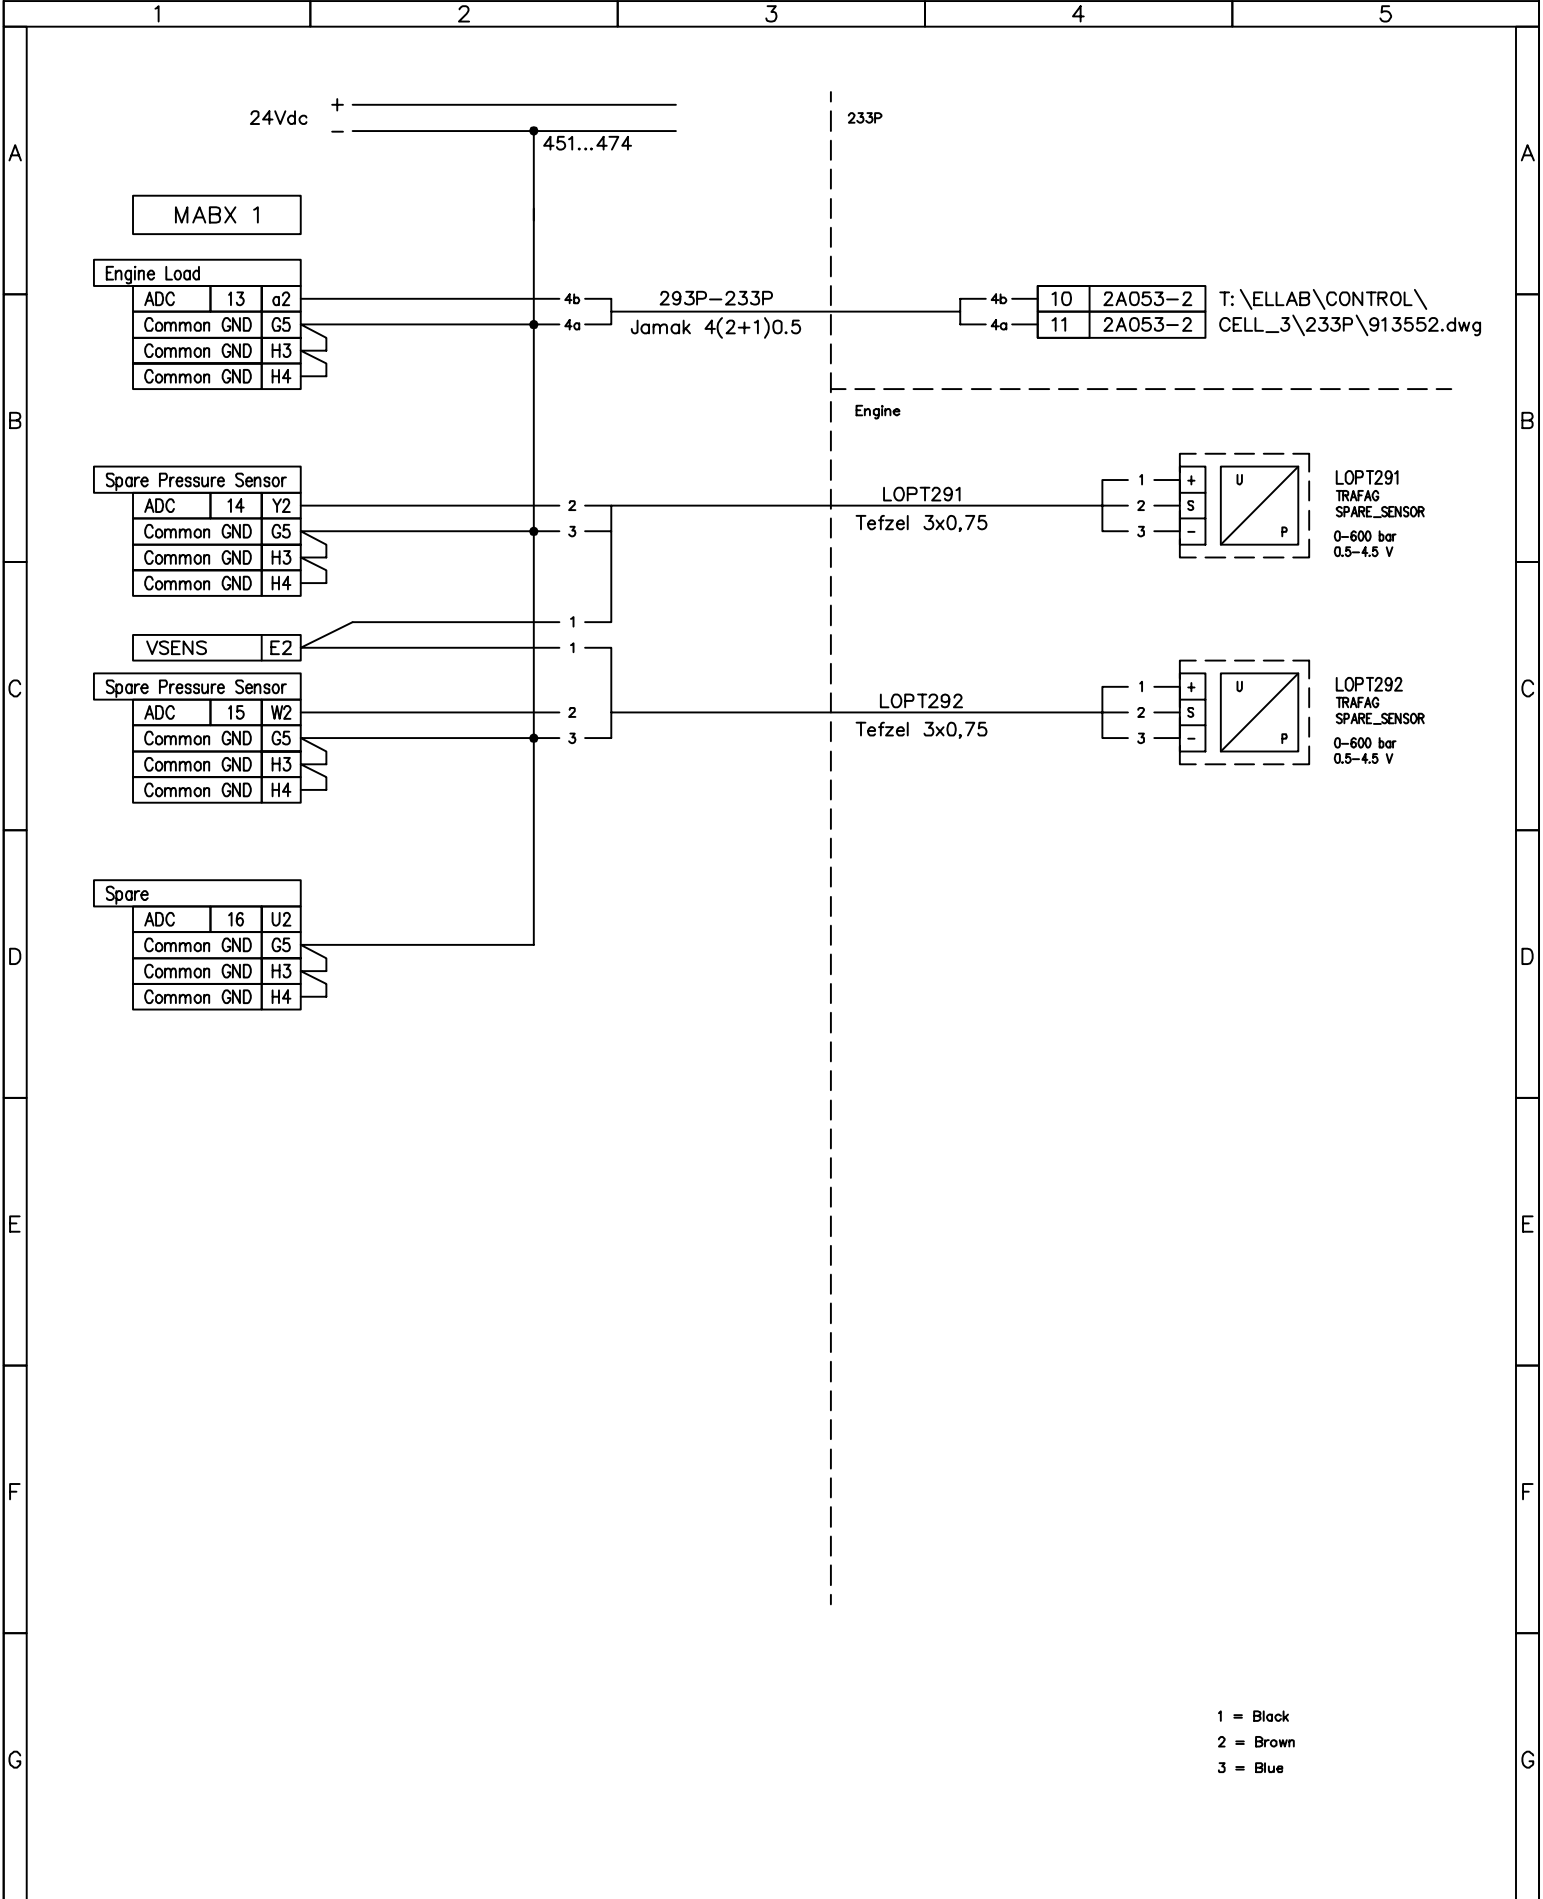 1 2 3 4 5
24Vdc + 
−
451...474
233P
A A
MABX 1
Engine Load
ADC 13 a2 4b 293P-233P 4b 10 2A053-2 T:\ELLAB\CONTROL\
Common GND G5 4a Jamak 4(2+1)0.5 4a 11 2A053-2 CELL_3\233P\913552.dwg
Common GND H3
Common GND H4
B Engine B
Spare Pressure Sensor
ADC 14 Y2 2 LOPT291
Common GND G5 3 Tefzel 3x0,75
Common GND H3
Common GND H4
1 +
2 S
3 −
U
P
LOPT291
TRAFAG
SPARE_SENSOR
0-600 bar
0.5-4.5 V
1
VSENS E2 1
C C
Spare Pressure Sensor
ADC 15 W2 2 LOPT292
Common GND G5 3 Tefzel 3x0,75
Common GND H3
Common GND H4
1 +
2 S
3 −
U
P
LOPT292
TRAFAG
SPARE_SENSOR
0-600 bar
0.5-4.5 V
Spare
ADC 16 U2
Common GND G5
D D
Common GND H3
Common GND H4
E E
F F
1 = Black
2 = Brown
G G
3 = Blue